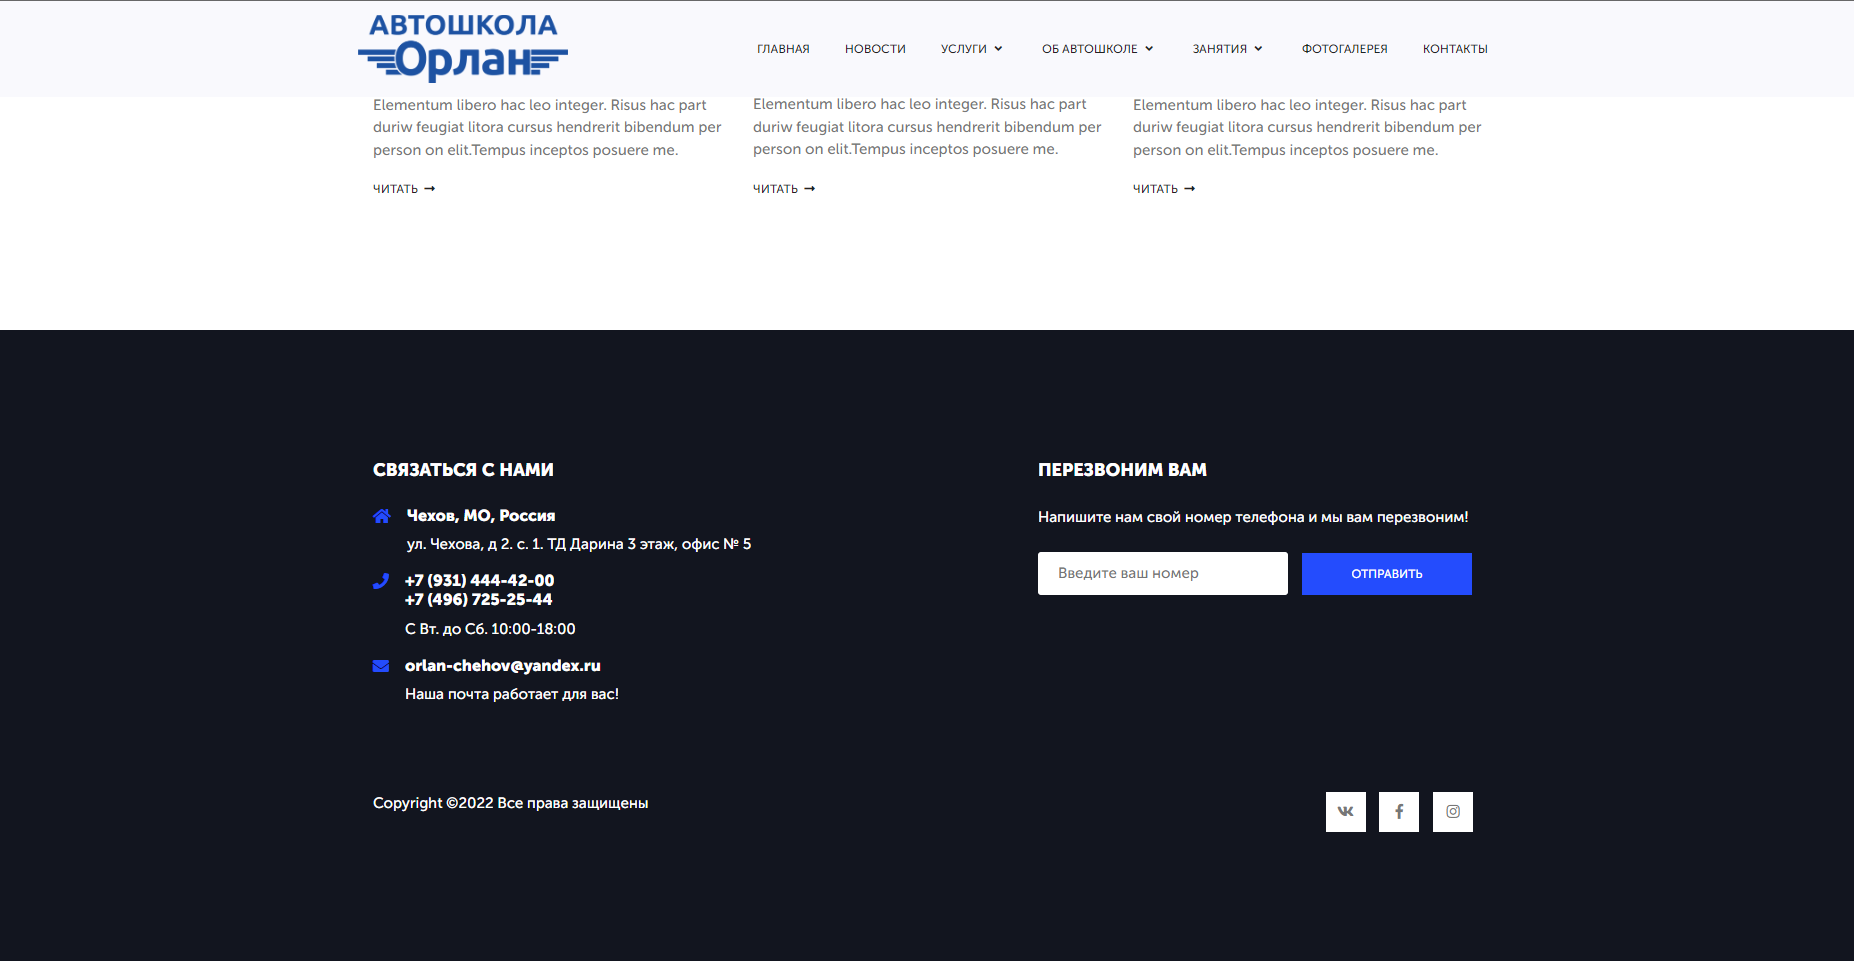 АВТОШКОЛА
Орлан
ГЛАВНАЯ НОВОСТИ УСЛУГИ ОБ АВТОШКОЛЕ ЗАНЯТИЯ ФОТОГАЛЕРЕЯ КОНТАКТЫ
Elementum libero hac leo integer. Risus hac part
duriw feugiat litora cursus hendrerit bibendum per
person on elit.Tempus inceptos posuere me.
ЧИТАТЬ ➞
Elementum libero hac leo integer. Risus hac part
duriw feugiat litora cursus hendrerit bibendum per
person on elit.Tempus inceptos posuere me.
ЧИТАТЬ ➞
Elementum libero hac leo integer. Risus hac part
duriw feugiat litora cursus hendrerit bibendum per
person on elit.Tempus inceptos posuere me.
ЧИТАТЬ ➞
СВЯЗАТЬСЯ С НАМИ
Чехов, МО, Россия
ул. Чехова, д 2. с. 1. ТД Дарина 3 этаж, офис № 5
+7 (931) 444-42-00
+7 (496) 725-25-44
С Вт. до Сб. 10:00-18:00
orlan-chehov@yandex.ru
Наша почта работает для вас!
ПЕРЕЗВОНИМ ВАМ
Напишите нам свой номер телефона и мы вам перезвоним!
Введите ваш номер
ОТПРАВИТЬ
Copyright ©2022 Все права защищены